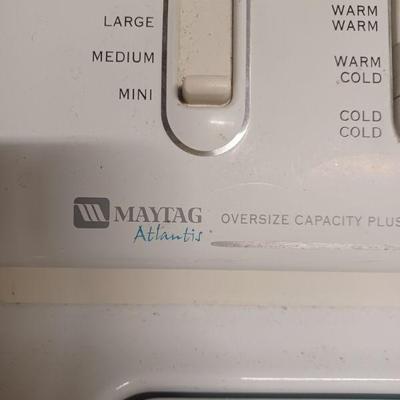 LARGE
MEDIUM
MINI
WARM
WARM
WARM
COLD
COLD
COLD
MAYTAG
Atlantis
OVERSIZE CAPACITY PLUS